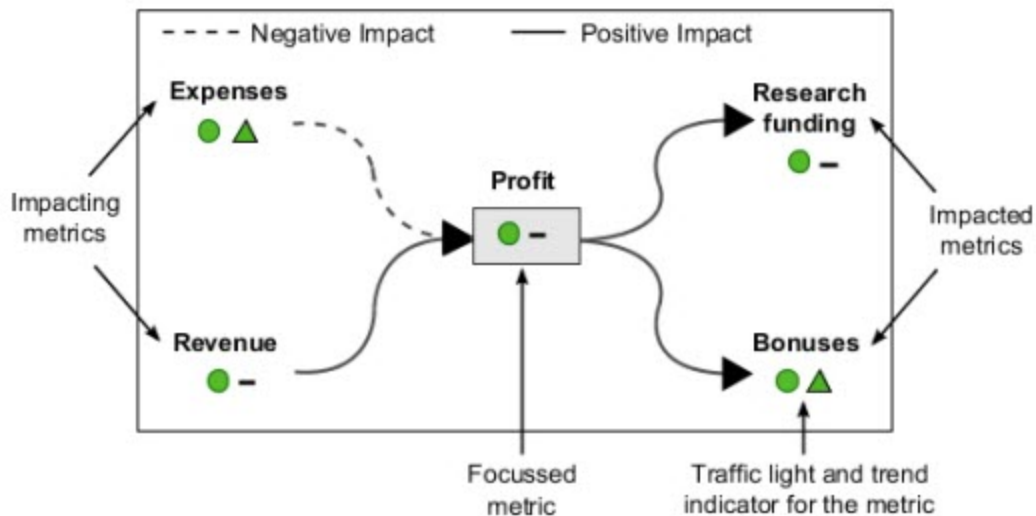 Negative Impact
Positive Impact
Expenses
Research
funding
Impacting
metrics
Profit
Impacted
metrics
Revenue
Bonuses
Focussed
metric
Traffic light and trend
indicator for the metric